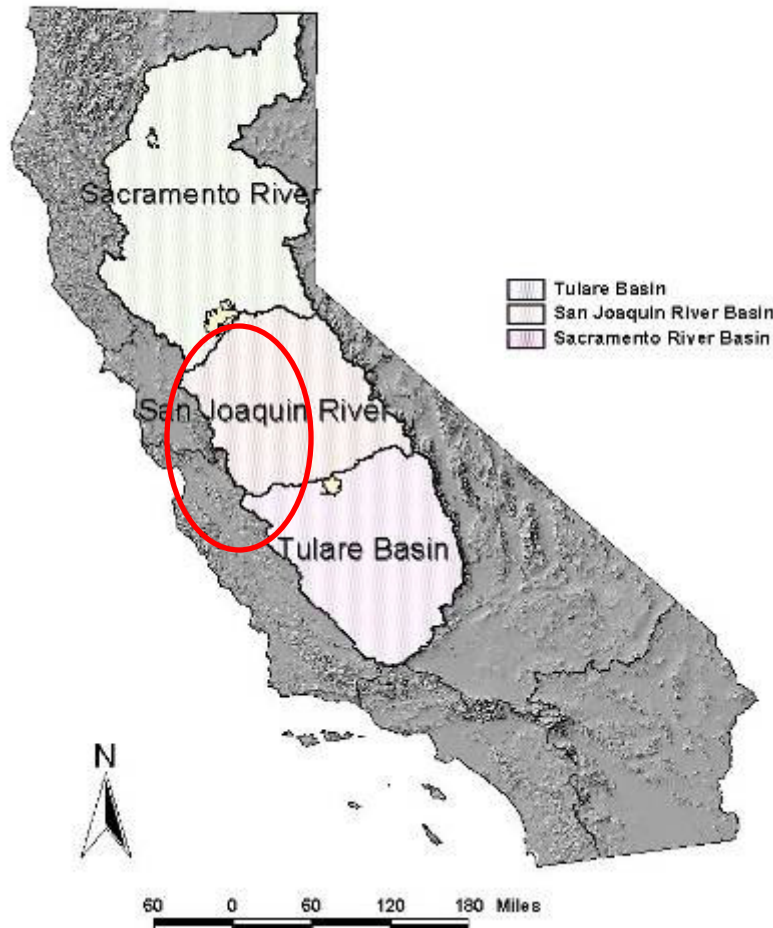 Sacramento River
Tulare Basin
San Joaquin River Basin
Sacramento River Basin
San Joaquin River
Tulare Basin
N
60 0 60 120 180 Miles